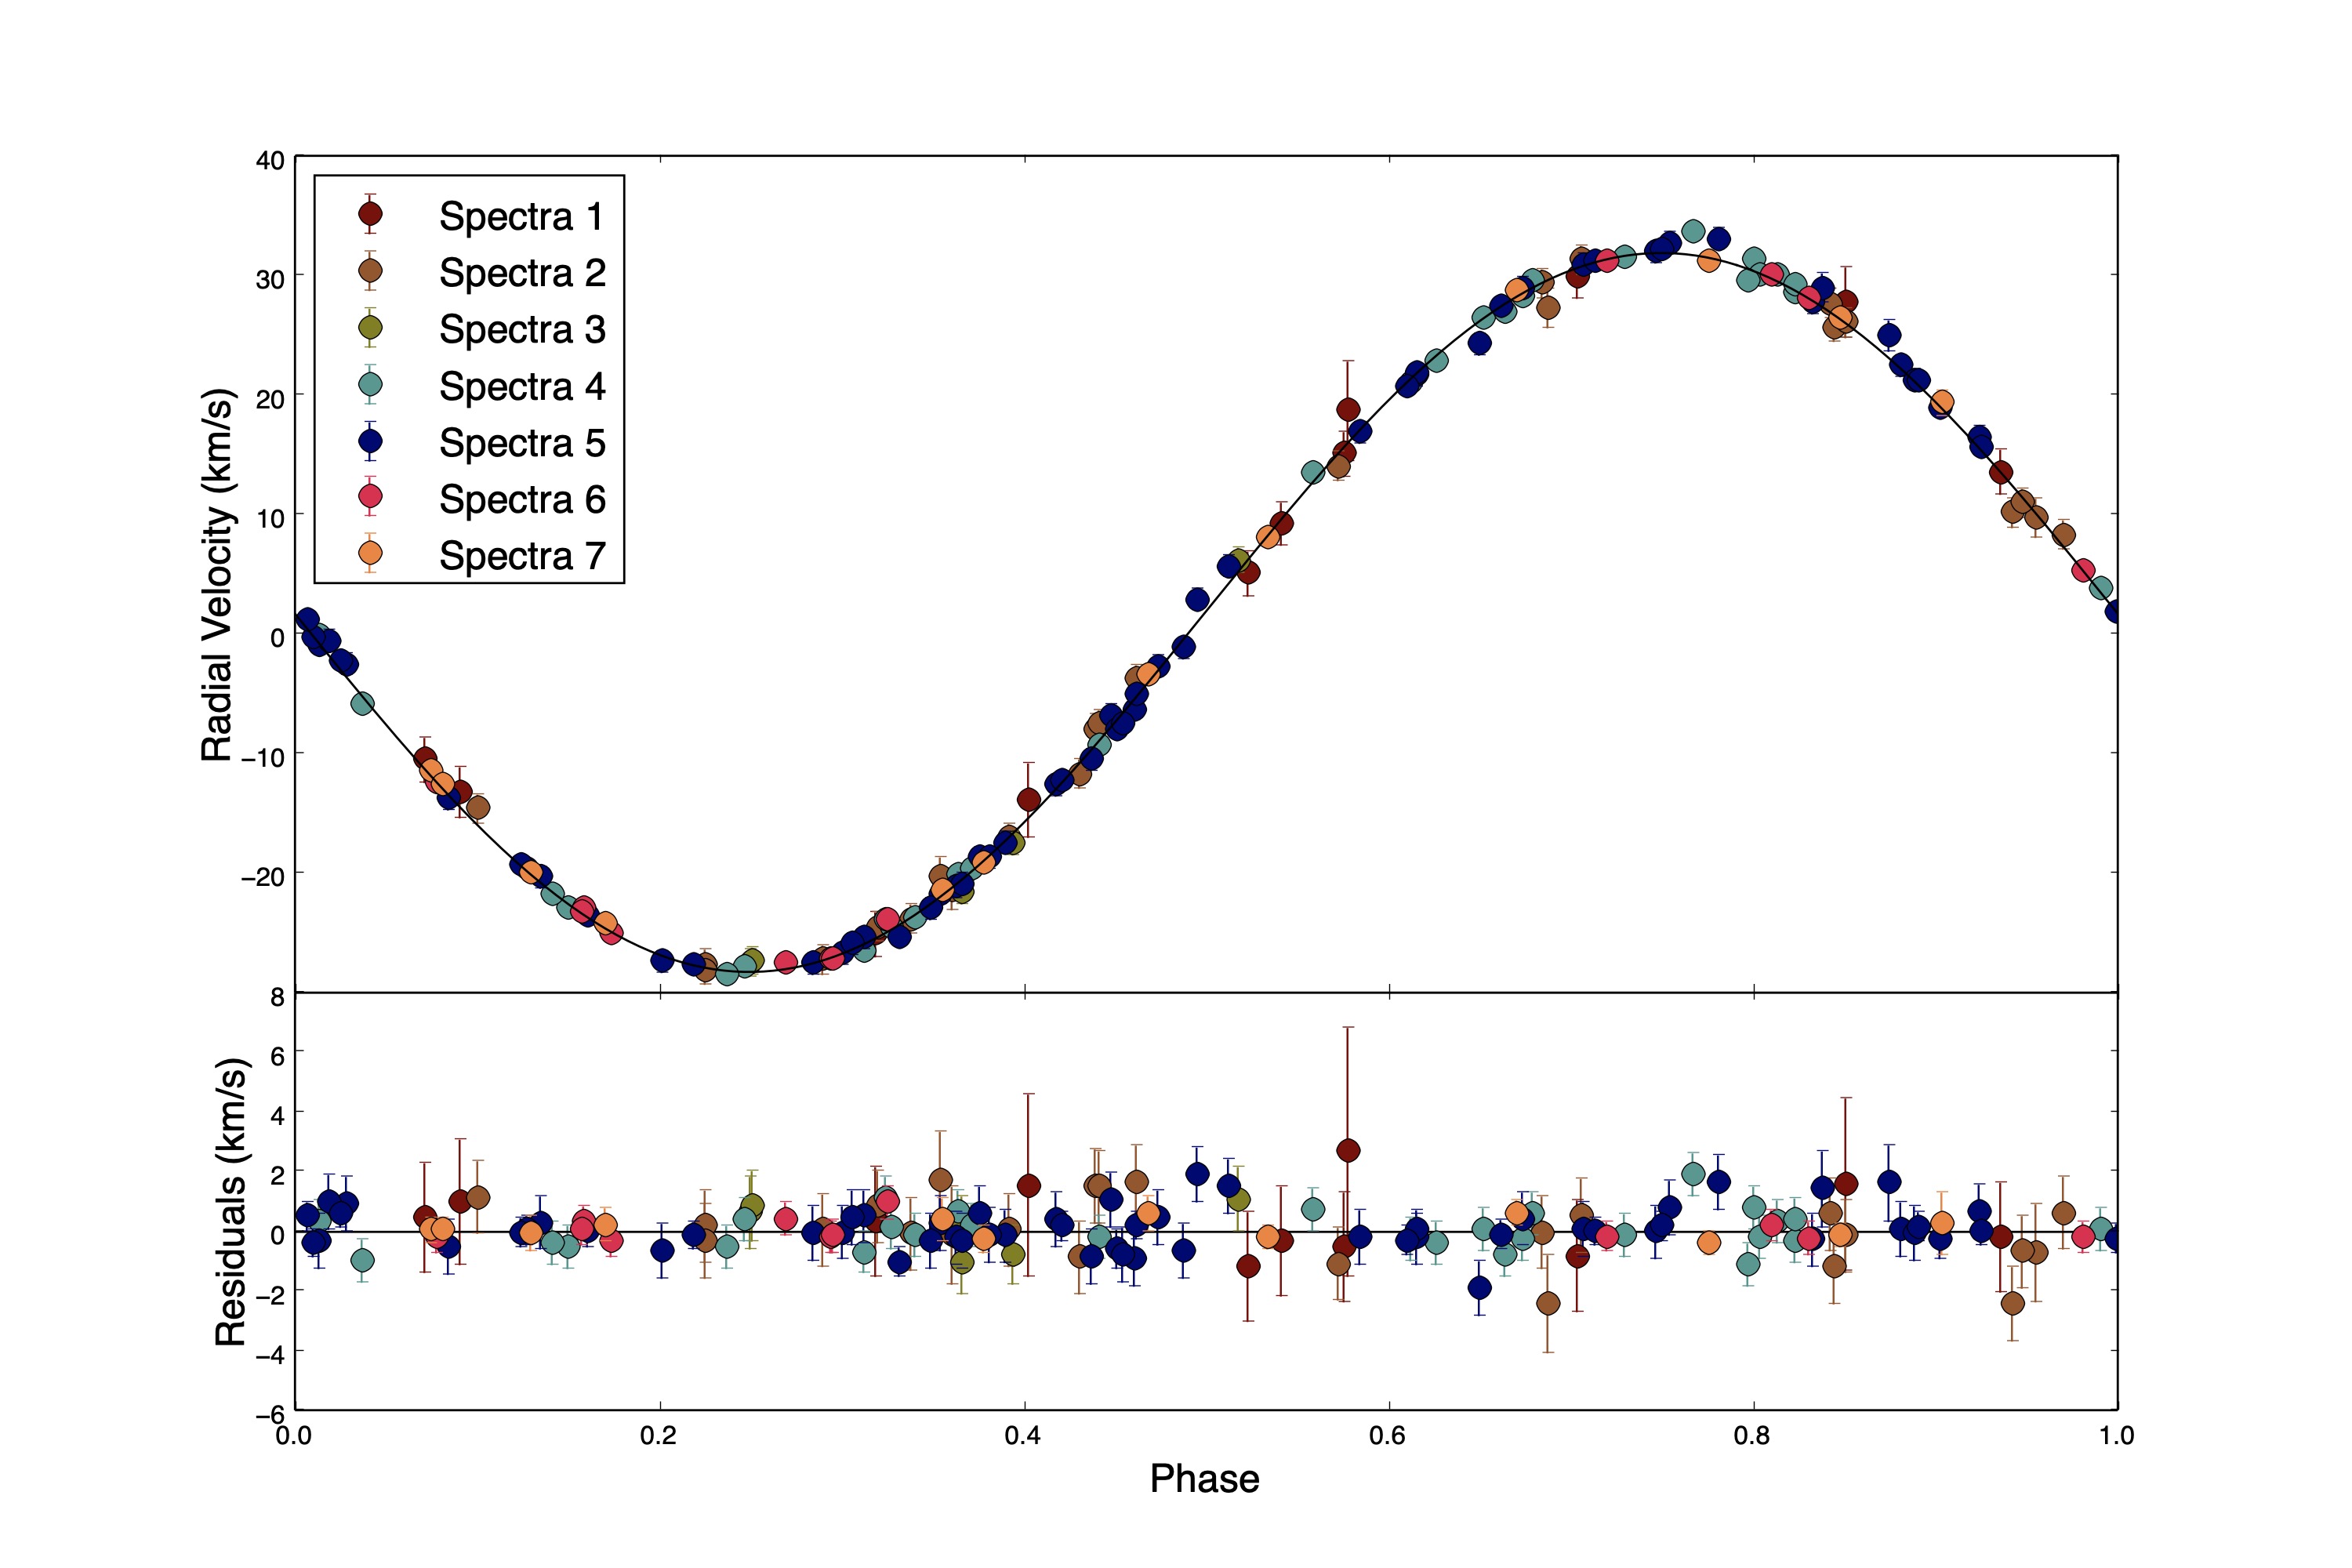 40
30
20
10
0
−10
−20
Radial Velocity (km/s)
Spectra 1
Spectra 2
Spectra 3
Spectra 4
Spectra 5
Spectra 6
Spectra 7
8
6
4
2
0
−2
−4
−6
Residuals (km/s)
0.0 0.2 0.4 0.6 0.8 1.0
Phase